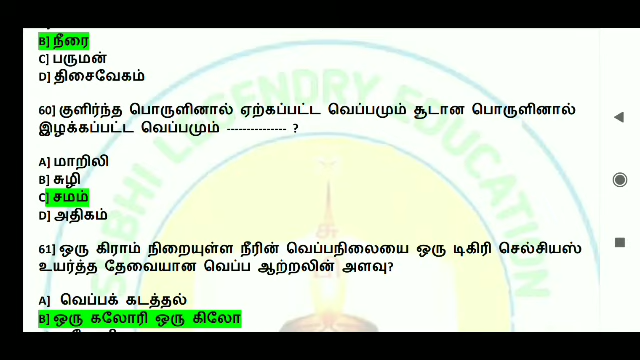 B] நீரை
C] பருமன்
D] திசைவேகம்
60] குளிர்ந்த பொருளினால் ஏற்கப்பட்ட வெப்பமும் சூடான பொருளினால்
இழக்கப்பட்ட வெப்பமும் --------------- ?
A] மாறிலி
B] சுழி
C] சமம்
D] அதிகம்
61] ஒரு கிராம் நிறையுள்ள நீரின் வெப்பநிலையை ஒரு டிகிரி செல்சியஸ்
உயர்த்த தேவையான வெப்ப ஆற்றலின் அளவு?
A] வெப்பக் கடத்தல்
B] ஒரு கலோரி ஒரு கிலோ